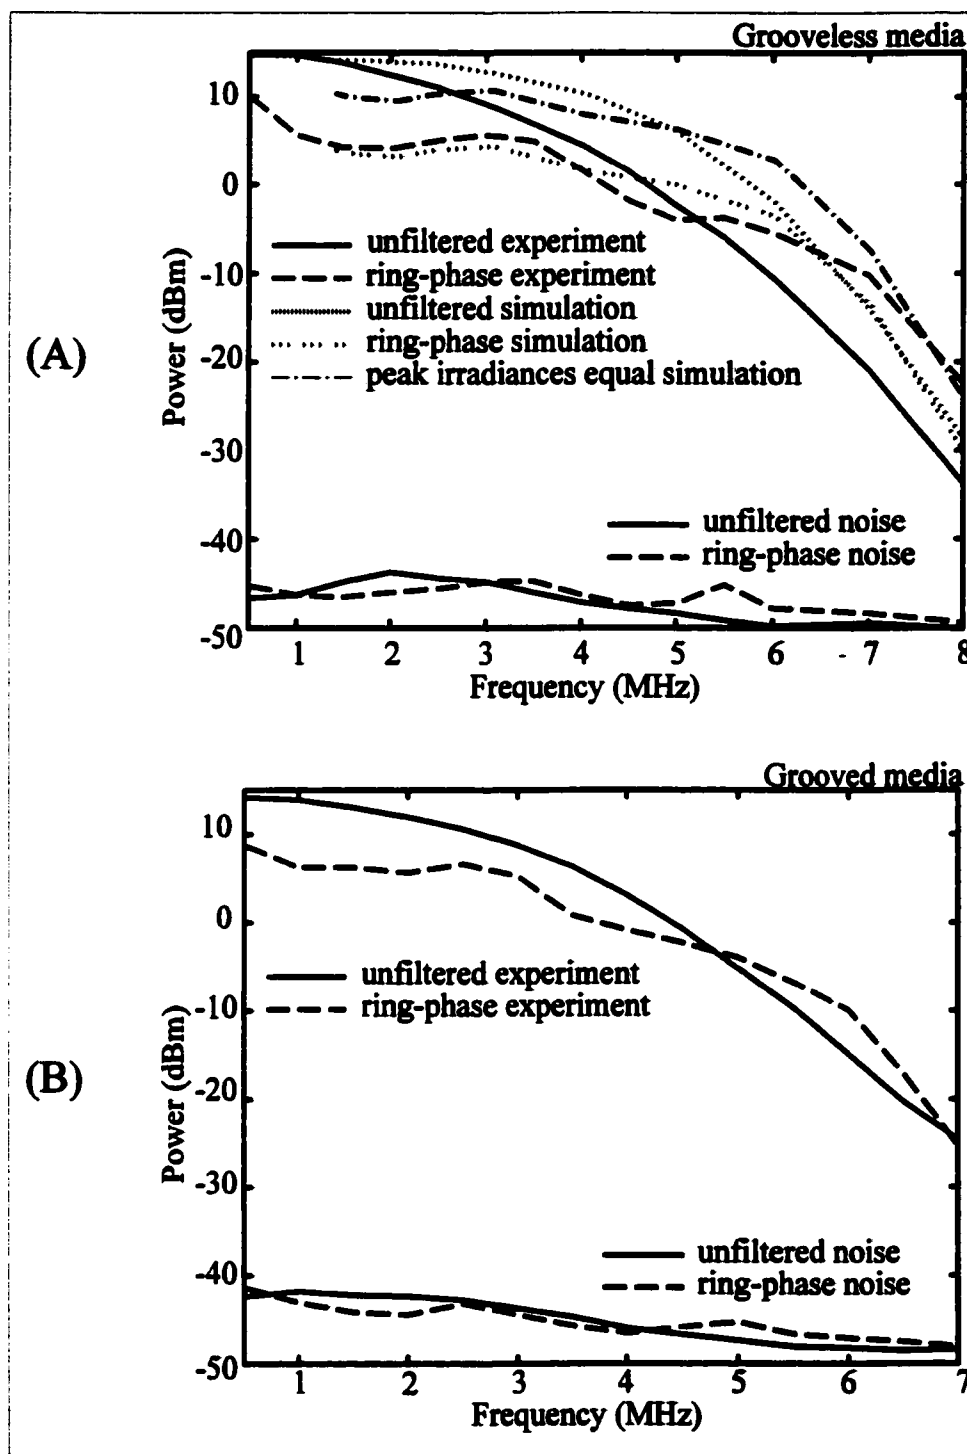 Grooveless media
10
0
-10
-20
-30
-40
-50
Power (dBm)
(A)
unfiltered experiment
ring-phase experiment
unfiltered simulation
ring-phase simulation
peak irradiances equal simulation
unfiltered noise
ring-phase noise
1 2 3 4 5 6 7 8
Frequency (MHz)
Grooved media
10
0
-10
-20
-30
-40
-50
Power (dBm)
(B)
unfiltered experiment
ring-phase experiment
unfiltered noise
ring-phase noise
1 2 3 4 5 6 7
Frequency (MHz)